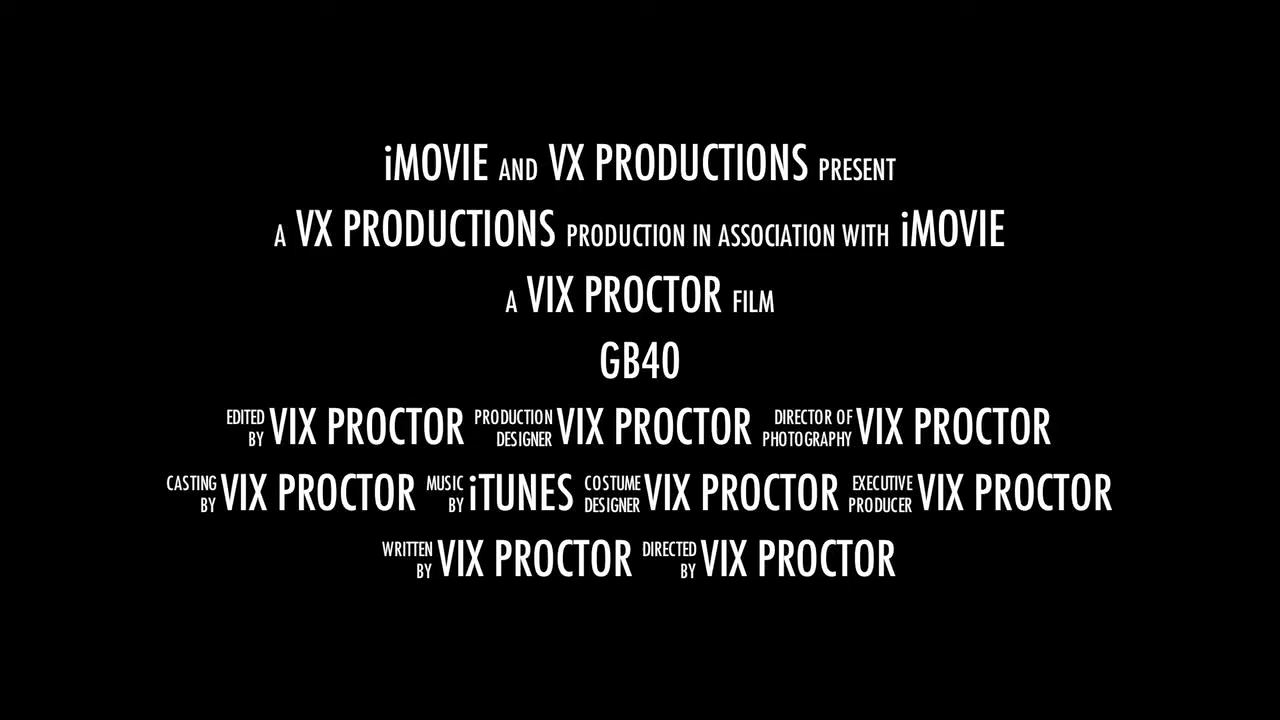 iMOVIE AND VX PRODUCTIONS PRESENT
A VX PRODUCTIONS PRODUCTION IN ASSOCIATION WITH iMOVIE
A VIX PROCTOR FILM
GB40
EDITED BY VIX PROCTOR PRODUCTION DESIGNER VIX PROCTOR DIRECTOR OF PHOTOGRAPHY VIX PROCTOR
CASTING BY VIX PROCTOR MUSIC BY iTUNES COSTUME DESIGNER VIX PROCTOR EXECUTIVE PRODUCER VIX PROCTOR
WRITTEN BY VIX PROCTOR DIRECTED BY VIX PROCTOR